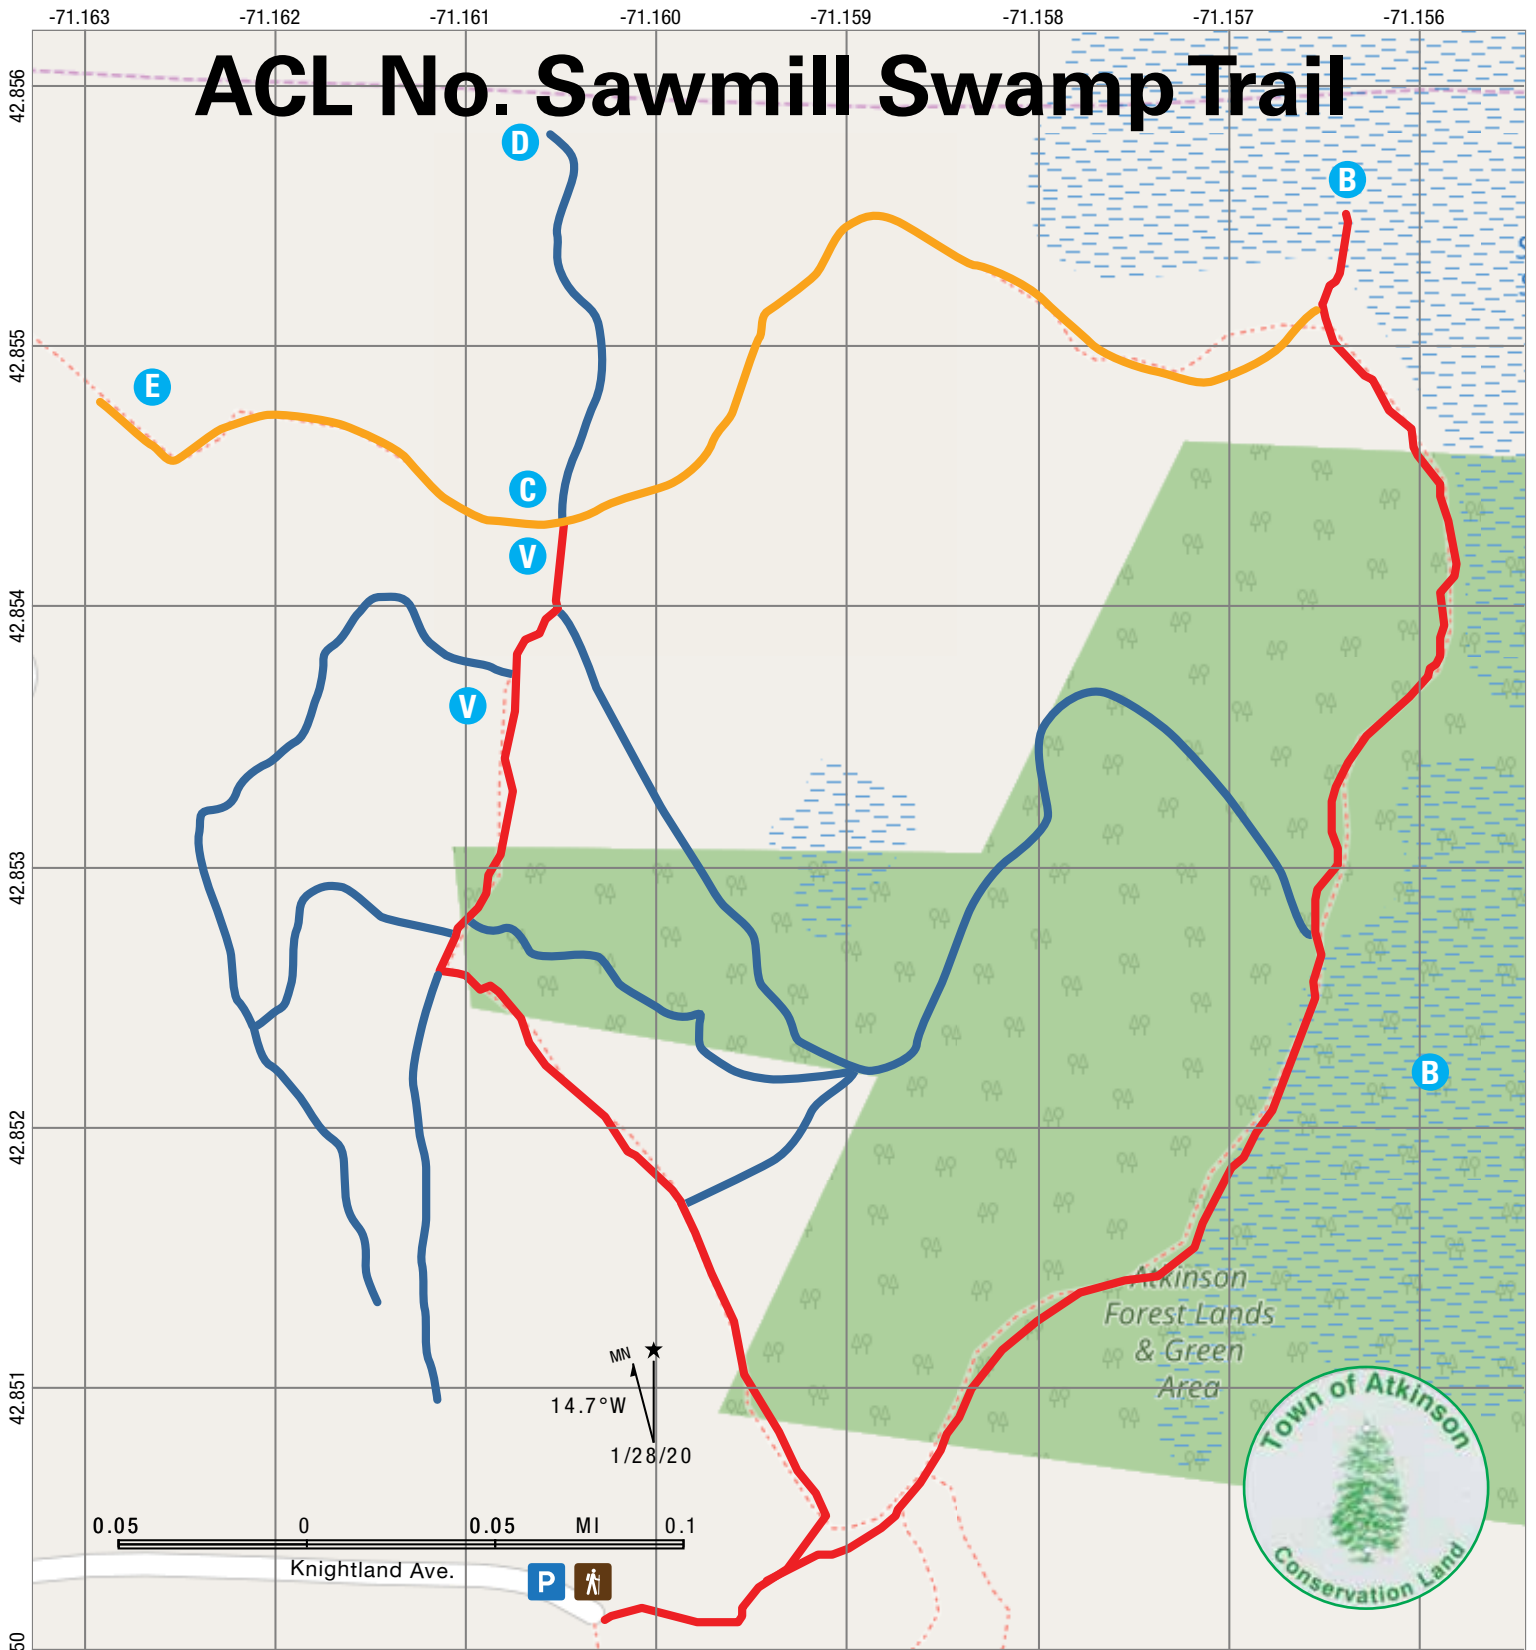 -71.163 -71.162 -71.161 -71.160 -71.159 -71.158 -71.157 -71.156
ACL No. Sawmill Swamp Trail
42.856
D
B
42.855
E
C
V
42.854
V
42.853
B
42.852
Atkinson
Forest Lands
& Green
Area
MN
14.7°W
1/28/20
42.851
Town of Atkinson
Conservation Land
0.05 0 0.05 MI 0.1
Knightland Ave.
P
50